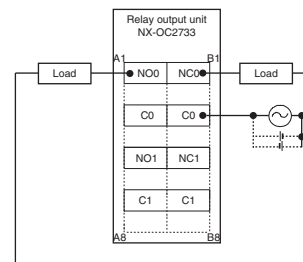 Relay output unit
NX-OC2733
A1 B1
Load NO0 NC0 Load
C0 C0
NO1 NC1
C1 C1
A8 B8